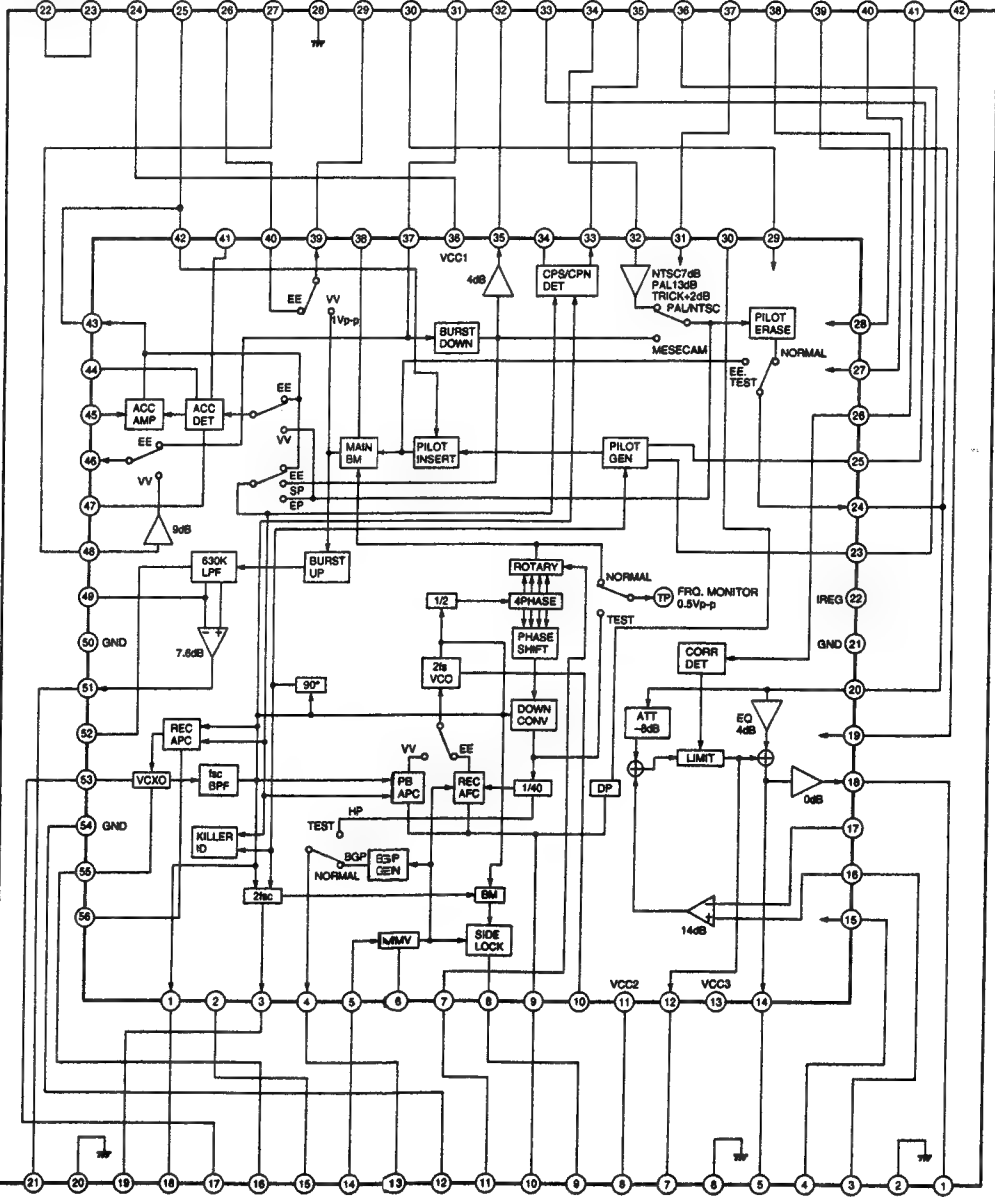 22 23 24 25 26 27 28 29 30 31 32 33 34 35 36 37 38 39 40 41 42
42 41 40 39 38 37 36 35 34 33 32 31 30 29
VCC1
4dB
CPS/CPN
DET
NTSC7dB
PAL13dB
TRICK+2dB
PAL/NTSC
EE
VV
1Vp-p
BURST
DOWN
PILOT
ERASE
43
28
MESECAM
NORMAL
EE.
TEST
44
27
EE
45
ACC
AMP
ACC
DET
VV
26
EE
46
VV
MAIN
BM
PILOT
INSERT
PILOT
GEN
25
EE
SP
EP
47
24
9dB
48
23
630K
LPF
BURST
UP
ROTARY
NORMAL
TP
FRQ. MONITOR
0.5Vp-p
TEST
49
IREG
22
1/2
4PHASE
- +
7.6dB
50
GND
PHASE
SHIFT
GND
21
CORR
DET
2fs
VCO
51
90°
20
DOWN
CONV
ATT
-8dB
EQ
4dB
52
REC
APC
19
VV
EE
LIMIT
53
VCXO
fsc
BPF
PB
APC
REC
AFC
1/40
DP
0dB
18
HP
54
GND
TEST
17
KILLER
ID
BGP
NORMAL
BGP
GEN
55
16
2fsc
BM
56
14dB
- +
15
MMV
SIDE
LOCK
VCC2
VCC3
1 2 3 4 5 6 7 8 9 10 11 12 13 14
21 20 19 18 17 16 15 14 13 12 11 10 9 8 7 6 5 4 3 2 1